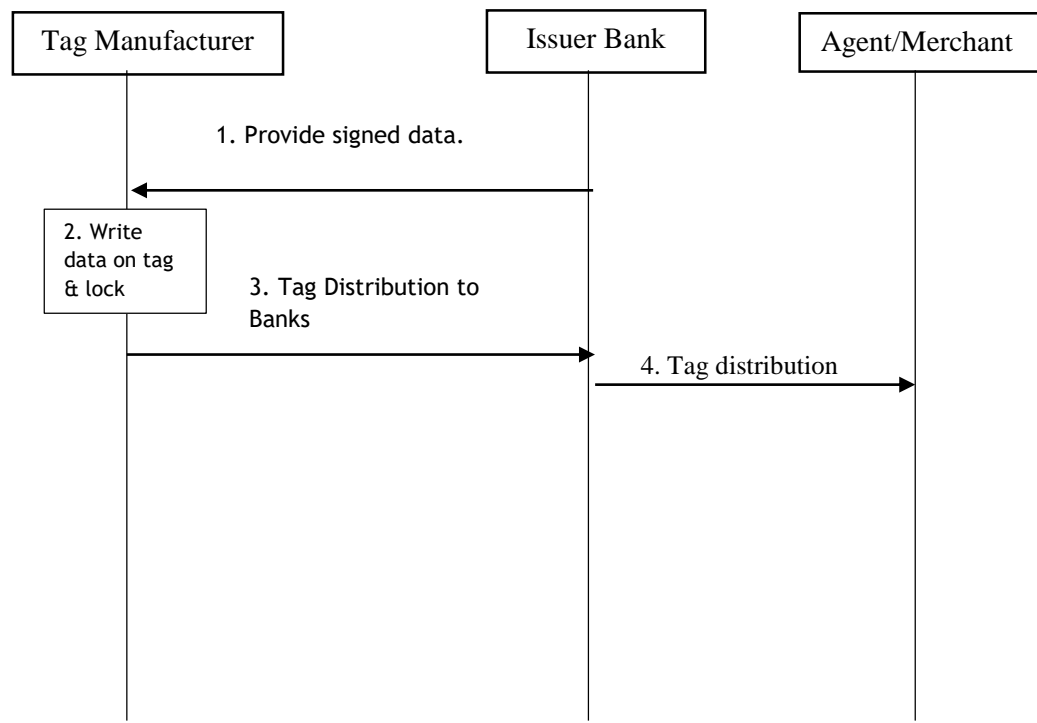 Tag Manufacturer
Issuer Bank
Agent/Merchant
1. Provide signed data.
2. Write
data on tag
& lock
3. Tag Distribution to
Banks
4. Tag distribution